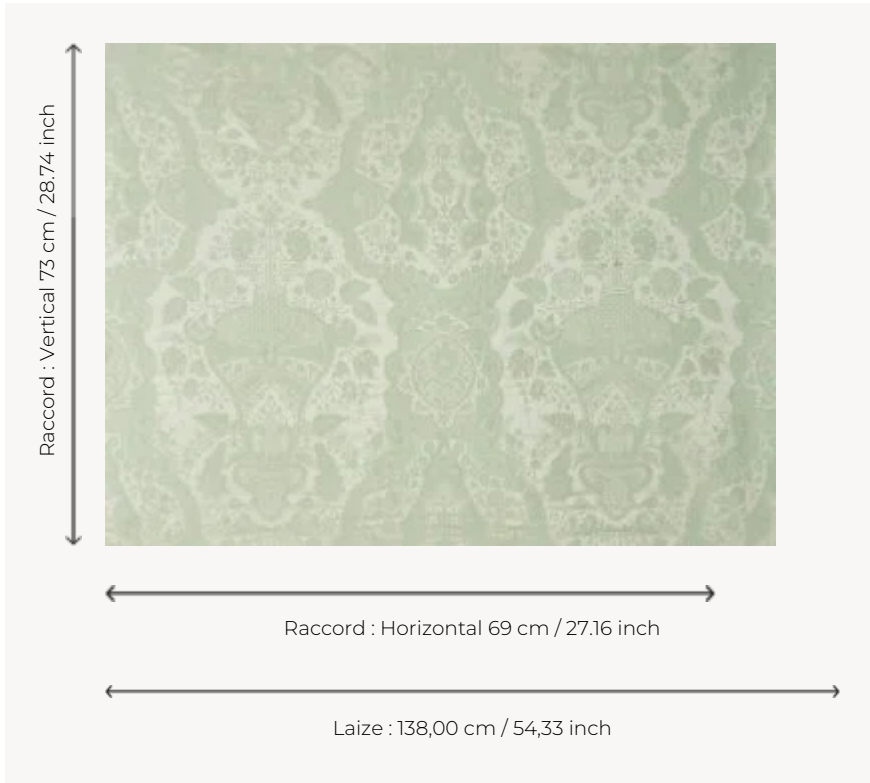 Raccord : Vertical 73 cm / 28.74 inch
Raccord : Horizontal 69 cm / 27.16 inch
Laize : 138,00 cm / 54,33 inch